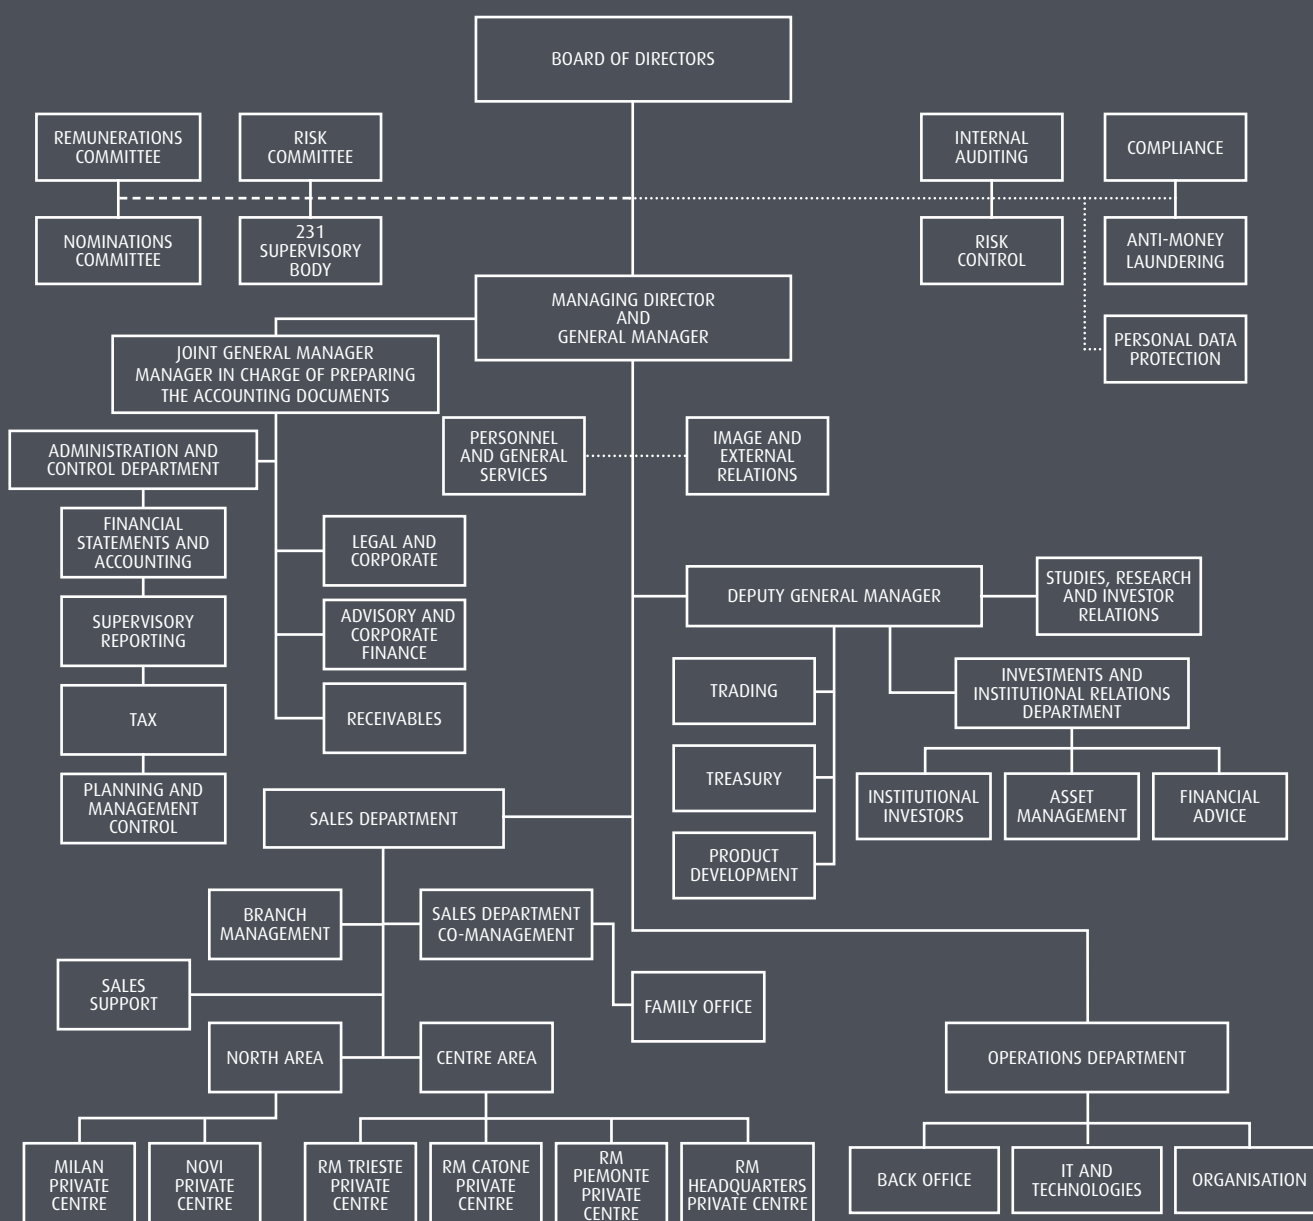 BOARD OF DIRECTORS
REMUNERATIONS
COMMITTEE
RISK
COMMITTEE
INTERNAL
AUDITING
COMPLIANCE
NOMINATIONS
COMMITTEE
231
SUPERVISORY
BODY
RISK
CONTROL
ANTI-MONEY
LAUNDERING
MANAGING DIRECTOR
AND
GENERAL MANAGER
PERSONAL DATA
PROTECTION
JOINT GENERAL MANAGER
MANAGER IN CHARGE OF PREPARING
THE ACCOUNTING DOCUMENTS
PERSONNEL
AND GENERAL
SERVICES
IMAGE AND
EXTERNAL
RELATIONS
ADMINISTRATION AND
CONTROL DEPARTMENT
FINANCIAL
STATEMENTS AND
ACCOUNTING
LEGAL AND
CORPORATE
DEPUTY GENERAL MANAGER
STUDIES, RESEARCH
AND INVESTOR
RELATIONS
SUPERVISORY
REPORTING
ADVISORY AND
CORPORATE
FINANCE
TRADING
INVESTMENTS AND
INSTITUTIONAL RELATIONS
DEPARTMENT
TAX
RECEIVABLES
TREASURY
INSTITUTIONAL
INVESTORS
ASSET
MANAGEMENT
FINANCIAL
ADVICE
PLANNING AND
MANAGEMENT
CONTROL
SALES DEPARTMENT
PRODUCT
DEVELOPMENT
BRANCH
MANAGEMENT
SALES DEPARTMENT
CO-MANAGEMENT
SALES
SUPPORT
FAMILY OFFICE
NORTH AREA
CENTRE AREA
OPERATIONS DEPARTMENT
MILAN
PRIVATE
CENTRE
NOVI
PRIVATE
CENTRE
RM TRIESTE
PRIVATE
CENTRE
RM CATONE
PRIVATE
CENTRE
RM
PIEMONTE
PRIVATE
CENTRE
RM
HEADQUARTERS
PRIVATE CENTRE
BACK OFFICE
IT AND
TECHNOLOGIES
ORGANISATION